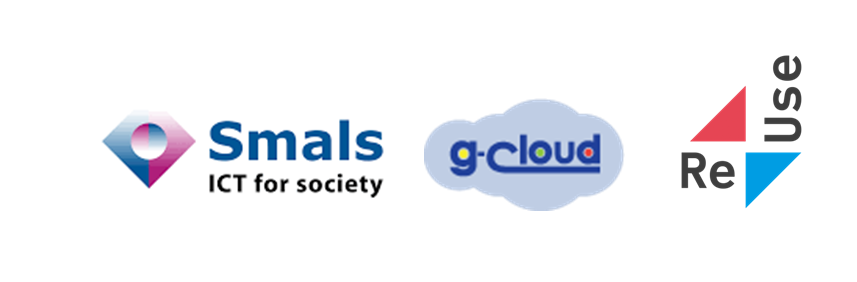 Smals
ICT for society
g-cloud
Re
Use